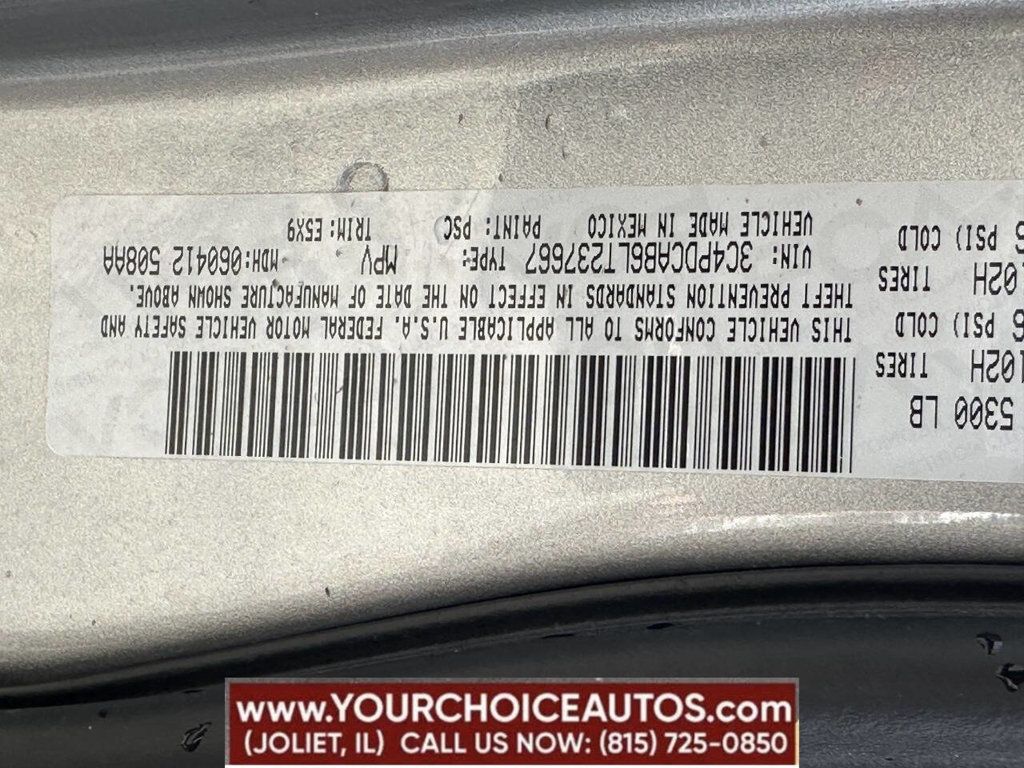 5300 LB
102H TIRES
PSI) COLD
102H TIRES
PSI) COLD
THIS VEHICLE CONFORMS TO ALL APPLICABLE U.S.A. FEDERAL MOTOR VEHICLE SAFETY AND
THEFT PREVENTION STANDARDS IN EFFECT ON THE DATE OF MANUFACTURE SHOWN ABOVE.
VIN: 3C4PDCAB6LT237667 TYPE: MPV MDH:060412 508AA
VEHICLE MADE IN MEXICO PAINT: PSC TRIM: ESX9
www.YOURCHOICEAUTOS.com
(JOLIET, IL) CALL US NOW: (815) 725-0850